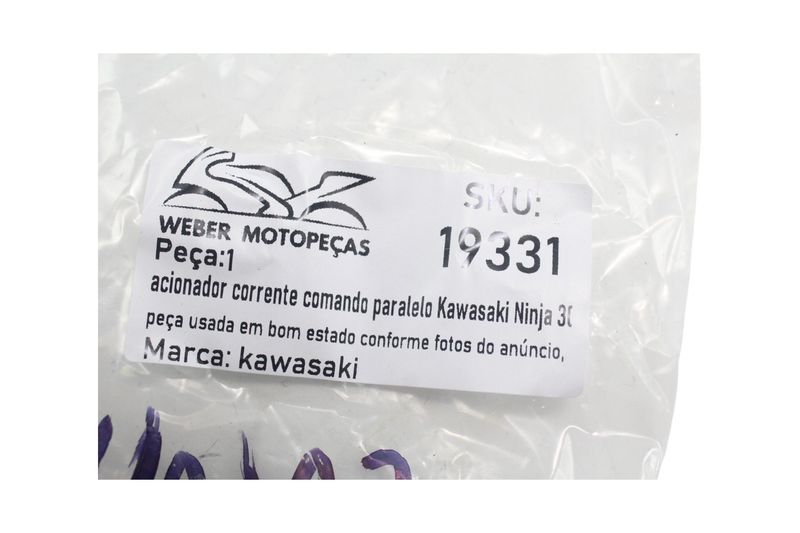 WEBER MOTOPEÇAS
SKU:
19331
Peça:1
acionador corrente comando paralelo Kawasaki Ninja 30
peça usada em bom estado conforme fotos do anúncio,
Marca: kawasaki